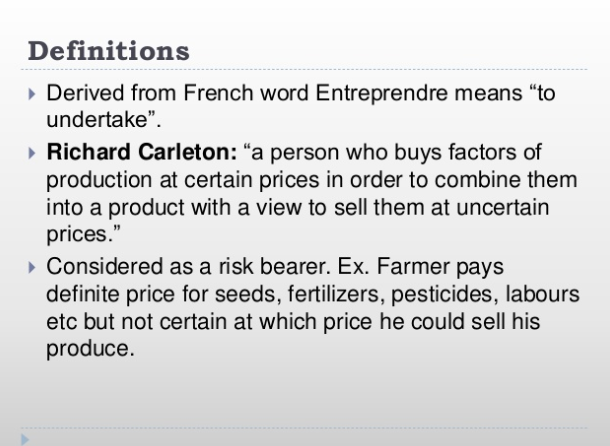 Definitions
Derived from French word Entreprendre means “to
undertake”.
Richard Carleton: “a person who buys factors of
production at certain prices in order to combine them
into a product with a view to sell them at uncertain
prices.”
Considered as a risk bearer. Ex. Farmer pays
definite price for seeds, fertilizers, pesticides, labours
etc but not certain at which price he could sell his
produce.